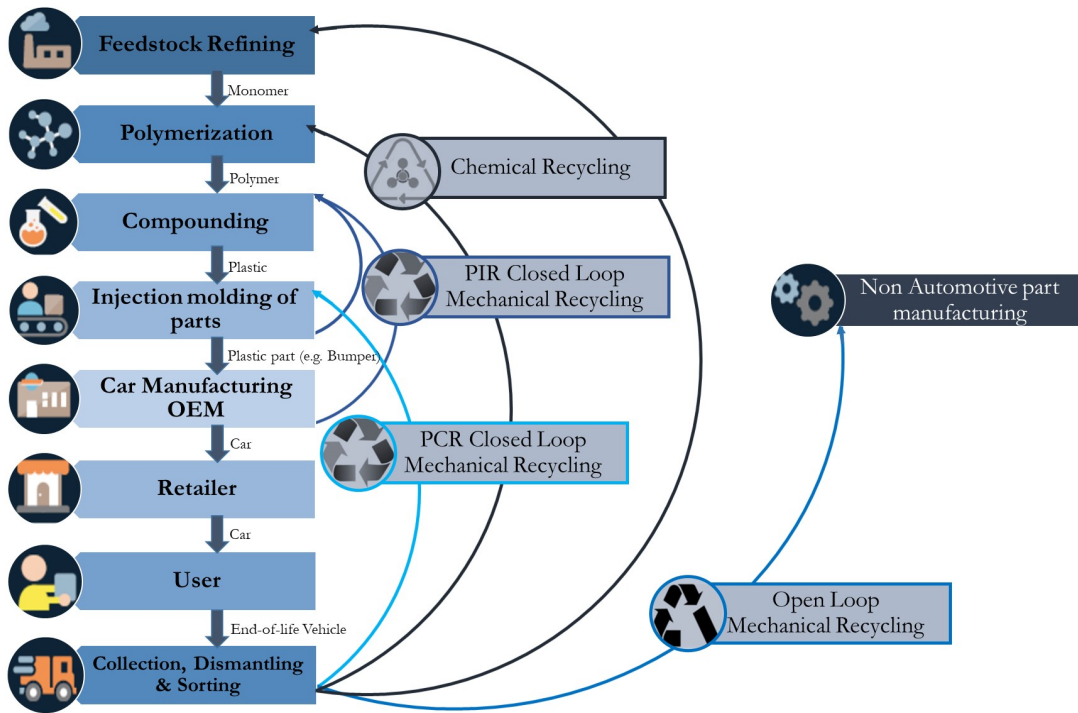 Feedstock Refining
Monomer
Polymerization
Chemical Recycling
Polymer
Compounding
Plastic
PIR Closed Loop
Mechanical Recycling
Injection molding of
parts
Non Automotive part
manufacturing
Plastic part (e.g. Bumper)
Car Manufacturing
OEM
Car
PCR Closed Loop
Mechanical Recycling
Retailer
Car
User
Open Loop
Mechanical Recycling
End-of-life Vehicle
Collection, Dismantling
& Sorting